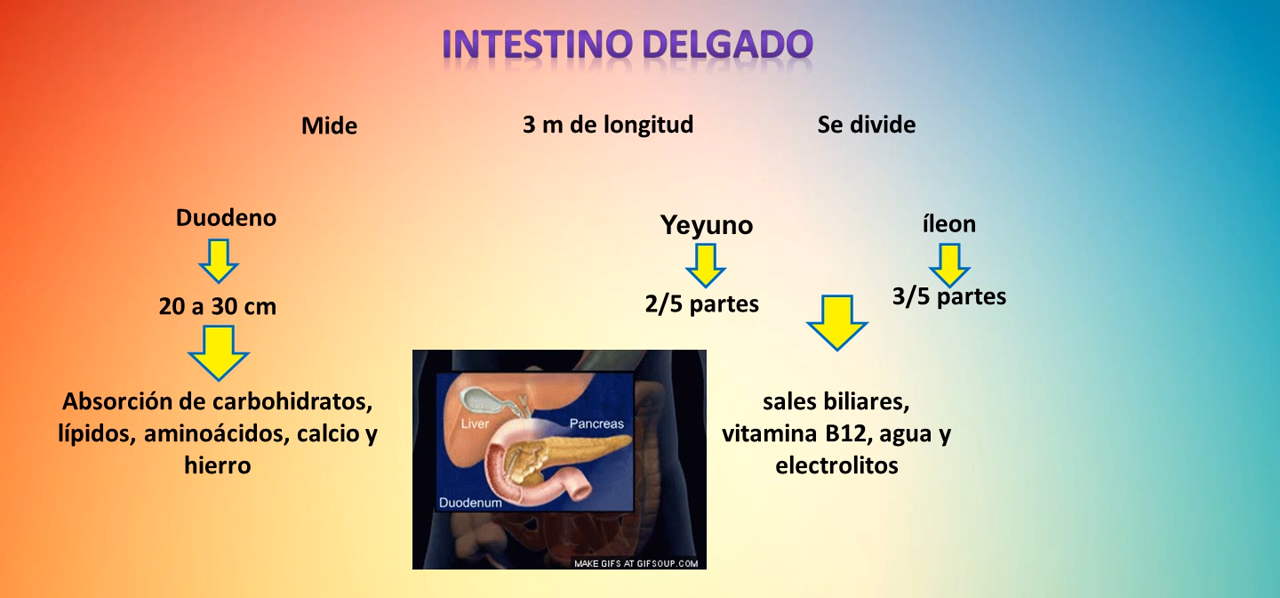 INTESTINO DELGADO
Mide
3 m de longitud
Se divide
Duodeno
20 a 30 cm
Absorción de carbohidratos,
lípidos, aminoácidos, calcio y
hierro
Yeyuno
2/5 partes
íleon
3/5 partes
sales biliares,
vitamina B12, agua y
electrolitos
Liver
Pancreas
Duodenum
MAKE GIFS AT GIFSOUP.COM